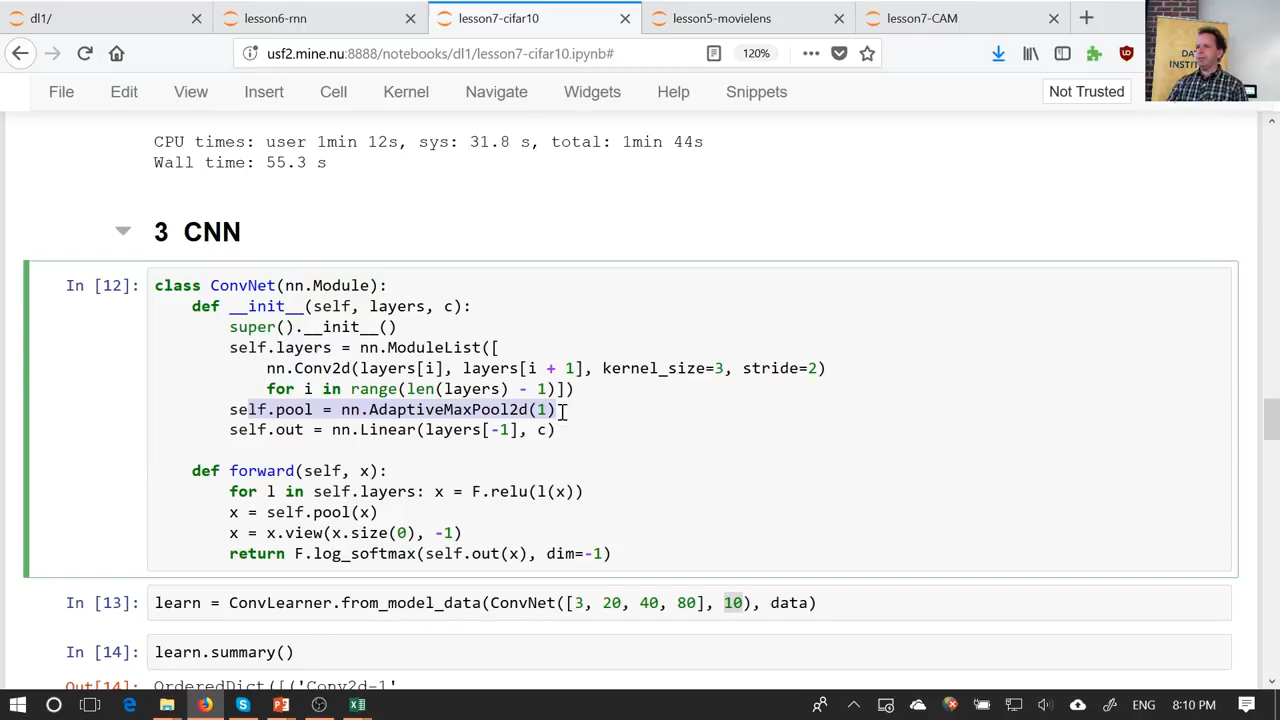 dl1/
lesson6-rnn
lesson7-cifar10
lesson5-movielens
lesson7-CAM
usf2.mine.nu:8888/notebooks/dl1/lesson7-cifar10.ipynb#
120%
File Edit View Insert Cell Kernel Navigate Widgets Help Snippets
Not Trusted
CPU times: user 1min 12s, sys: 31.8 s, total: 1min 44s
Wall time: 55.3 s
3 CNN
In [12]:
class ConvNet(nn.Module):
def __init__(self, layers, c):
super().__init__()
self.layers = nn.ModuleList([
nn.Conv2d(layers[i], layers[i + 1], kernel_size=3, stride=2)
for i in range(len(layers) - 1)])
self.pool = nn.AdaptiveMaxPool2d(1)
self.out = nn.Linear(layers[-1], c)
def forward(self, x):
for l in self.layers: x = F.relu(l(x))
x = self.pool(x)
x = x.view(x.size(0), -1)
return F.log_softmax(self.out(x), dim=-1)
In [13]: learn = ConvLearner.from_model_data(ConvNet([3, 20, 40, 80], 10), data)
In [14]: learn.summary()
Out[14]: OrderedDict([('Conv2d-1',
ENG 8:10 PM